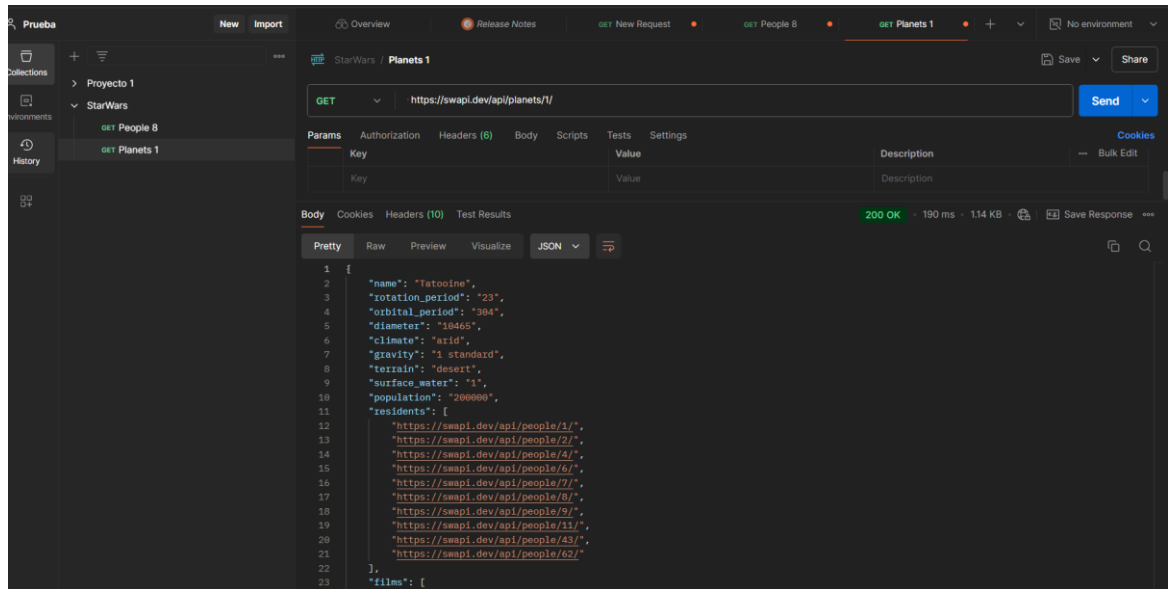 Prueba New Import Overview Release Notes GET New Request GET People 8 GET Planets 1 No environment
Collections
History
Proyecto 1
StarWars
GET People 8
GET Planets 1
HTTP StarWars / Planets 1 Save Share
GET https://swapi.dev/api/planets/1/ Send
Params Authorization Headers (6) Body Scripts Tests Settings Cookies
Key Value Description Bulk Edit
Key Value Description
Body Cookies Headers (10) Test Results 200 OK 190 ms 1.14 KB Save Response
Pretty Raw Preview Visualize JSON
1 {
2 "name": "Tatooine",
3 "rotation_period": "23",
4 "orbital_period": "304",
5 "diameter": "10465",
6 "climate": "arid",
7 "gravity": "1 standard",
8 "terrain": "desert",
9 "surface_water": "1",
10 "population": "200000",
11 "residents": [
12 "https://swapi.dev/api/people/1/",
13 "https://swapi.dev/api/people/2/",
14 "https://swapi.dev/api/people/4/",
15 "https://swapi.dev/api/people/6/",
16 "https://swapi.dev/api/people/7/",
17 "https://swapi.dev/api/people/8/",
18 "https://swapi.dev/api/people/9/",
19 "https://swapi.dev/api/people/11/",
20 "https://swapi.dev/api/people/43/",
21 "https://swapi.dev/api/people/62/"
22 ],
23 "films": [